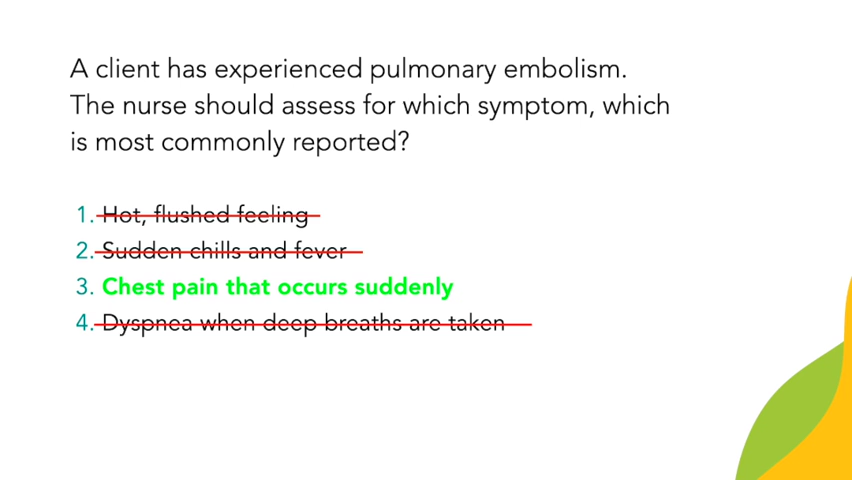 A client has experienced pulmonary embolism.
The nurse should assess for which symptom, which
is most commonly reported?
1. Hot, flushed feeling
2. Sudden chills and fever
3. Chest pain that occurs suddenly
4. Dyspnea when deep breaths are taken